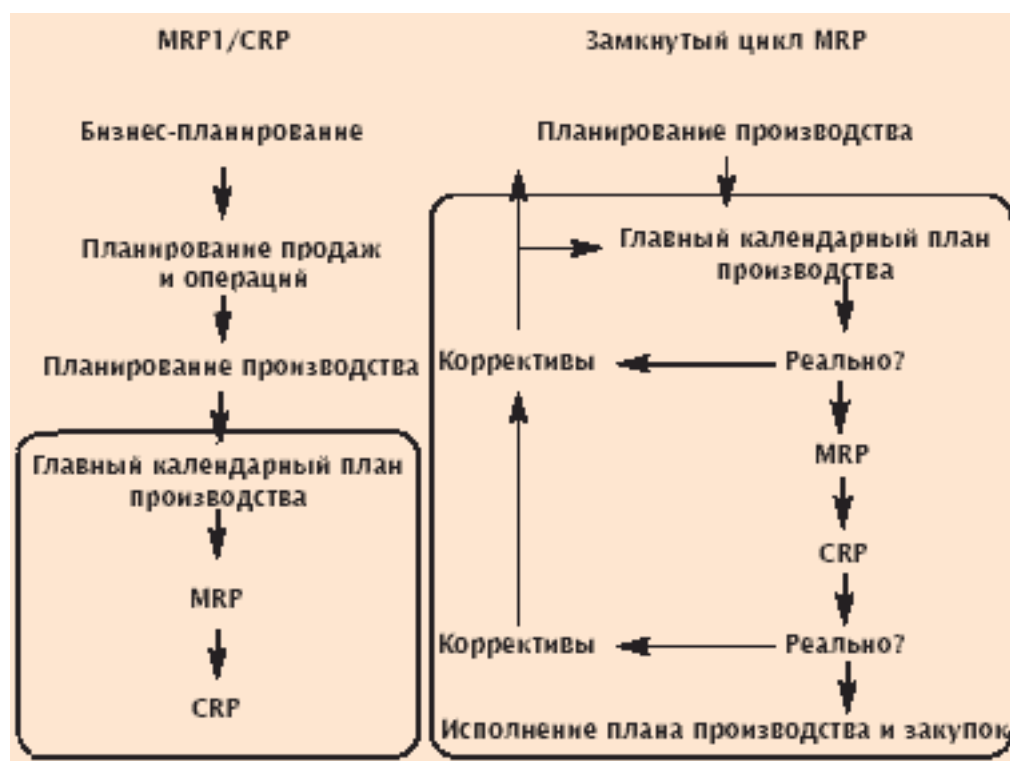 MRP1/CRP
Бизнес-планирование
Планирование продаж
и операций
Планирование производства
Главный календарный план
производства
MRP
CRP
Замкнутый цикл MRP
Планирование производства
Главный календарный план
производства
Коррективы
Реально?
MRP
CRP
Коррективы
Реально?
Исполнение плана производства и закупок